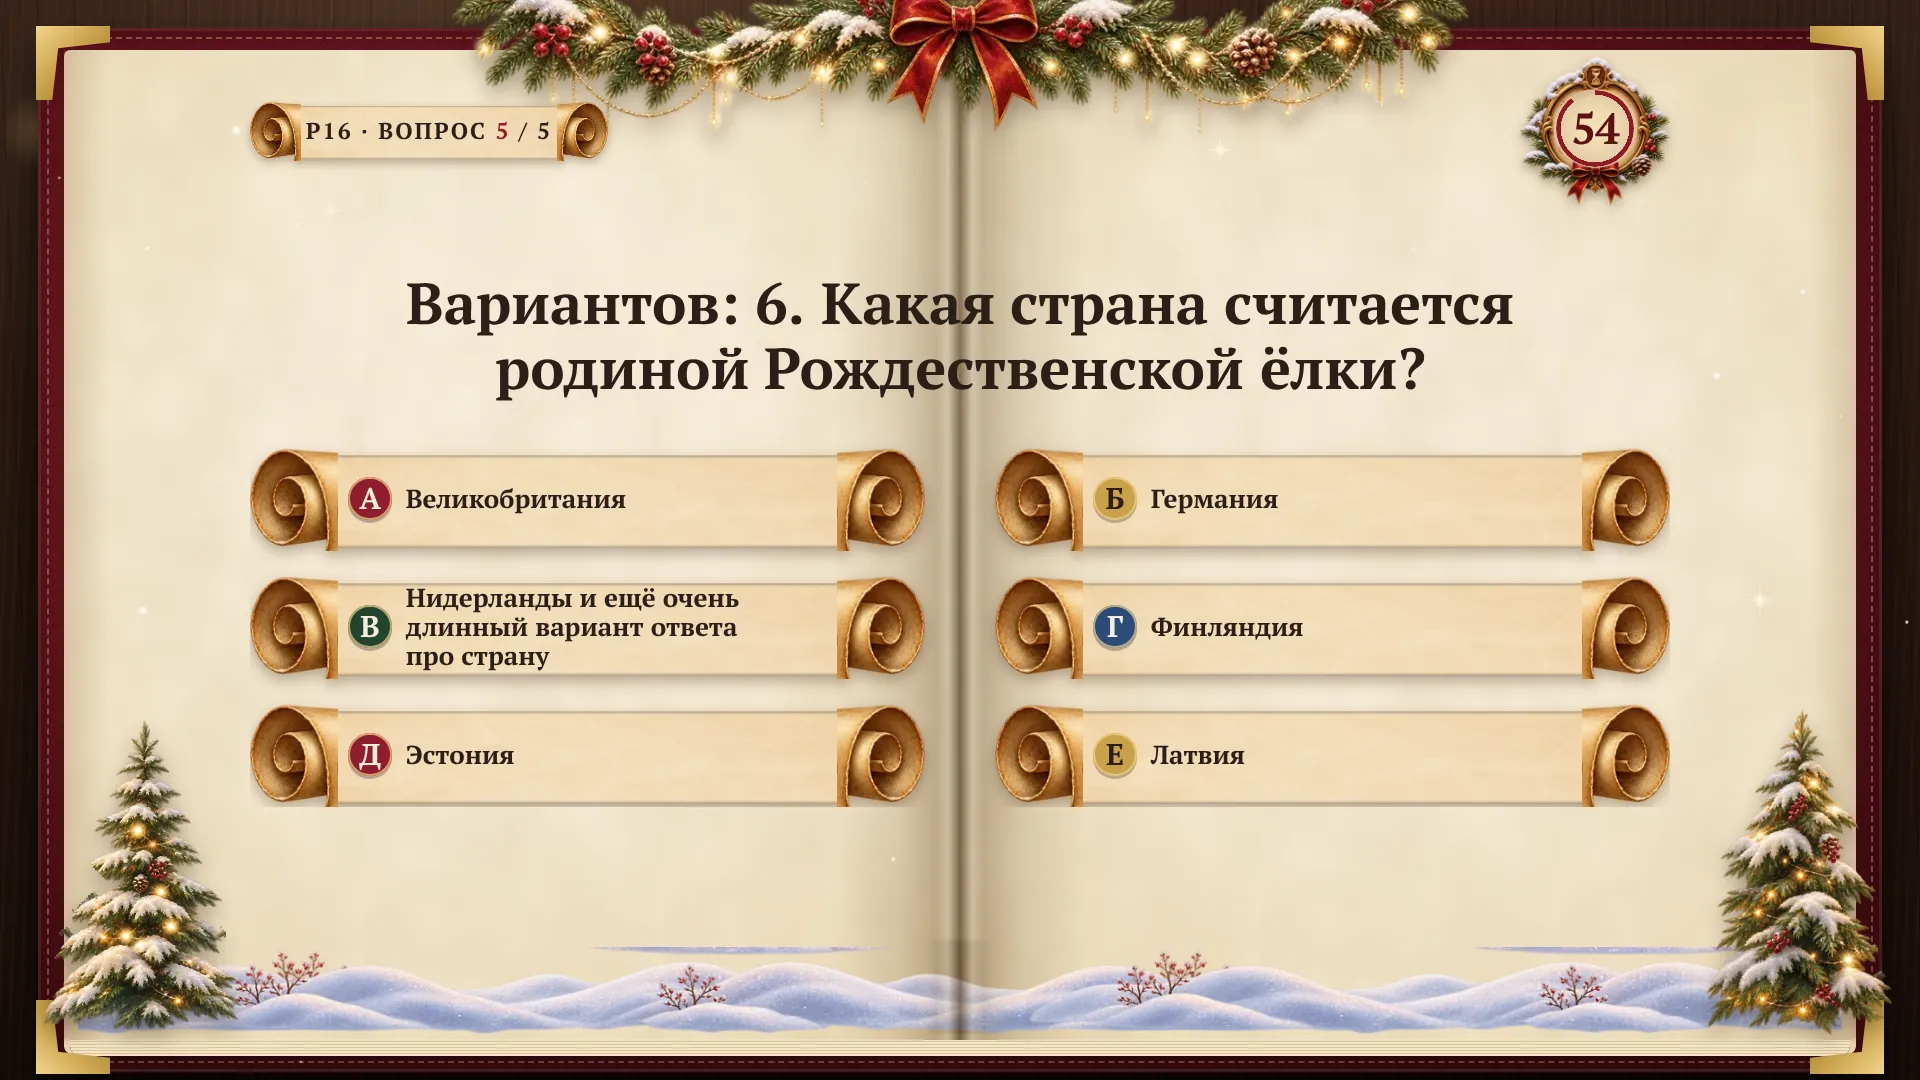 Р16 · ВОПРОС 5 / 5
54
Вариантов: 6. Какая страна считается
родиной Рождественской ёлки?
А Великобритания
Б Германия
В Нидерланды и ещё очень
длинный вариант ответа
про страну
Г Финляндия
Д Эстония
Е Латвия